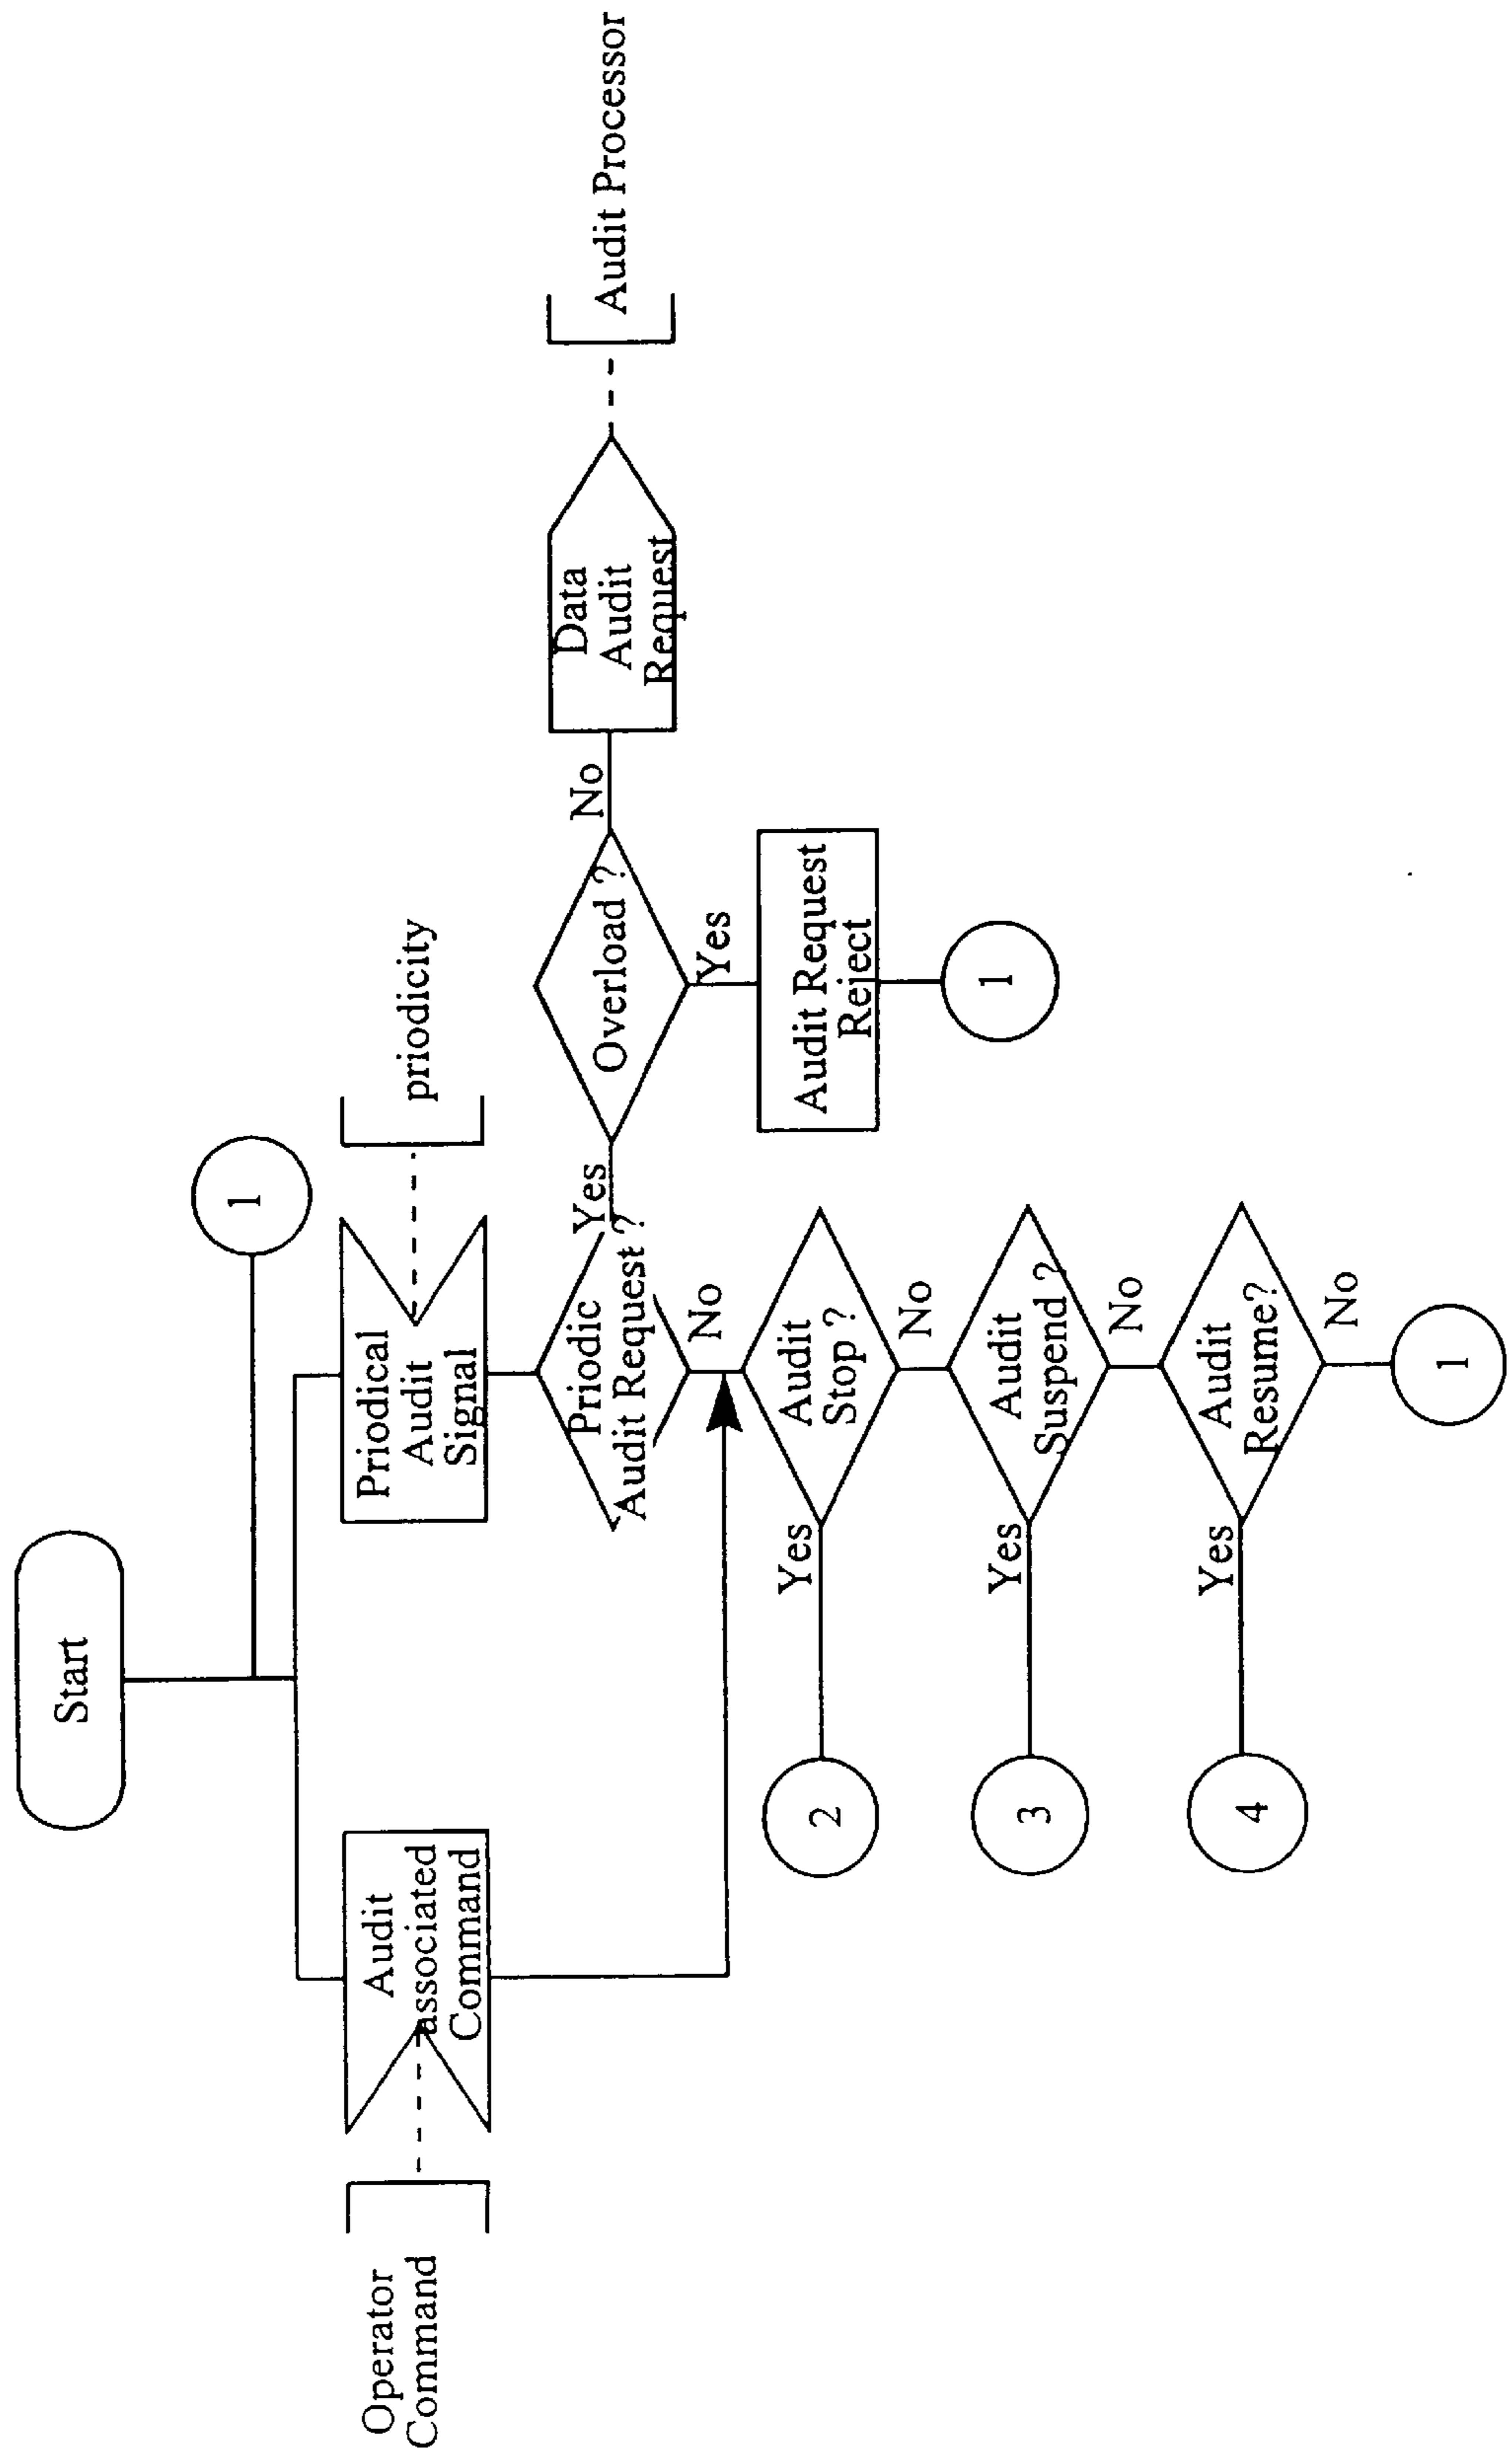 Start
1
Operator
Command
Audit
associated
Command
Priodical
Audit
Signal
priodicity
Priodic
Audit Request ?
Yes
No
Overload ?
No
Yes
Data
Audit
Request
Audit Processor
Audit Request
Reject
1
Audit
Stop ?
Yes
No
2
Audit
Suspend ?
Yes
No
3
Audit
Resume?
Yes
No
4
1